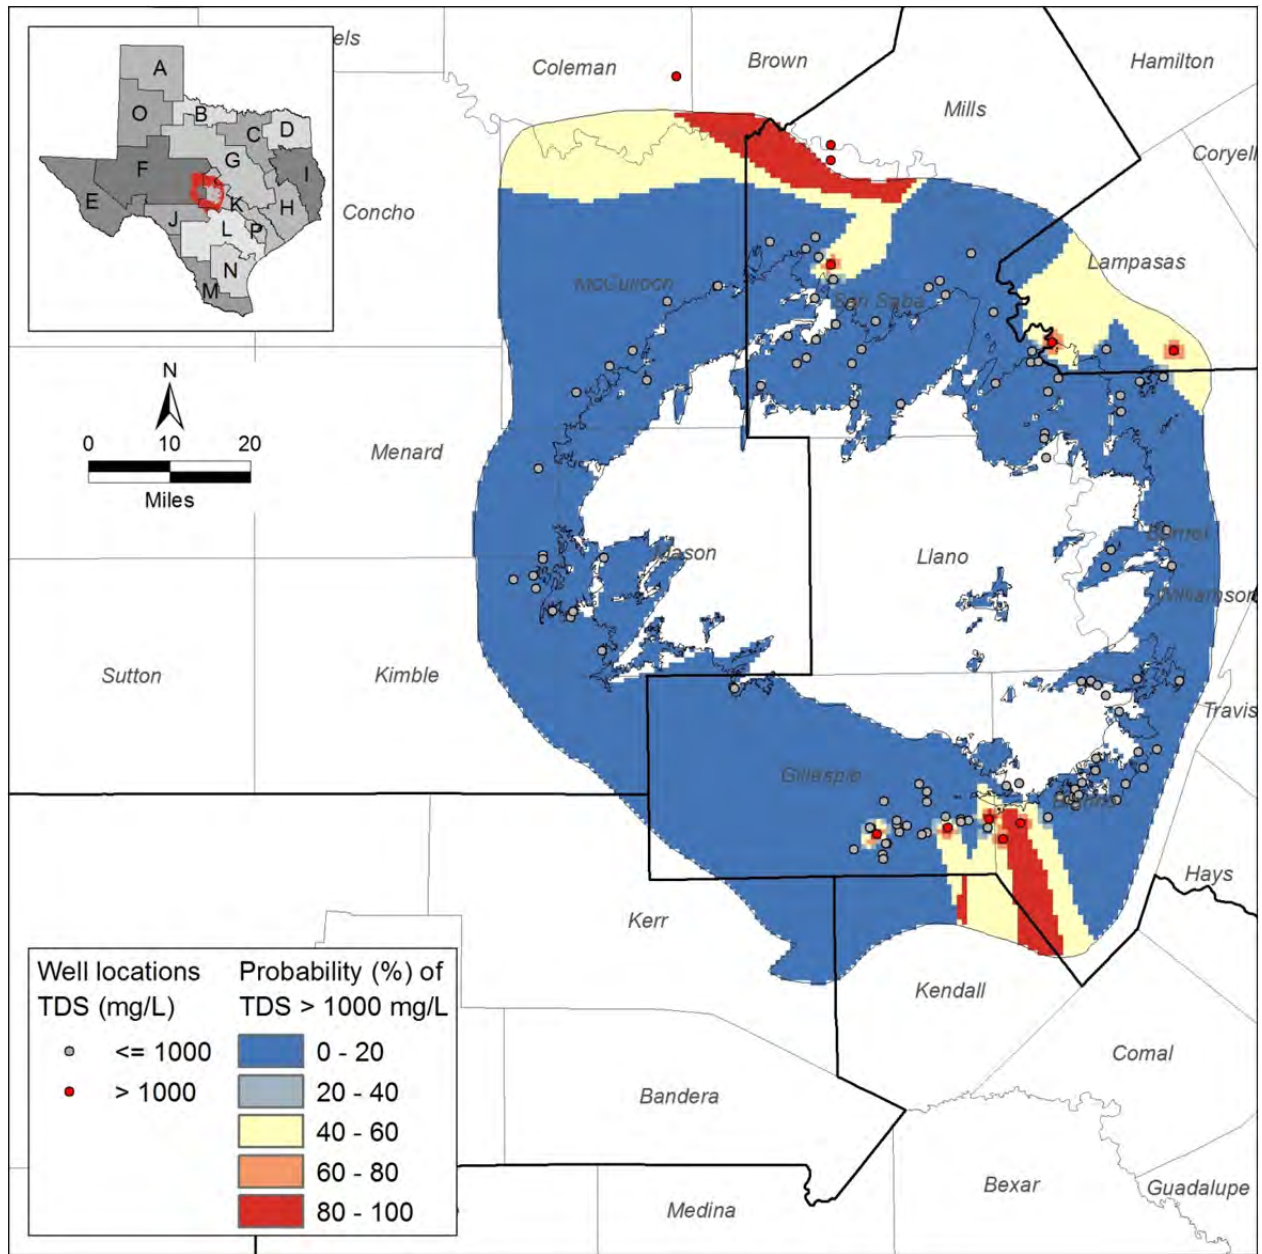 els
Coleman
Brown
Hamilton
Mills
A
O
B
C
D
F
G
I
E
J
K
H
L
P
N
M
Coryell
Concho
Lampasas
McCulloch
San Saba
N
0 10 20
Miles
Menard
Mason
Llano
Burnet
Williamson
Sutton
Kimble
Travis
Gillespie
Blanco
Hays
Kerr
Kendall
Comal
Bandera
Bexar
Guadalupe
Medina
Well locations
TDS (mg/L)
<= 1000
> 1000
Probability (%) of
TDS > 1000 mg/L
0 - 20
20 - 40
40 - 60
60 - 80
80 - 100